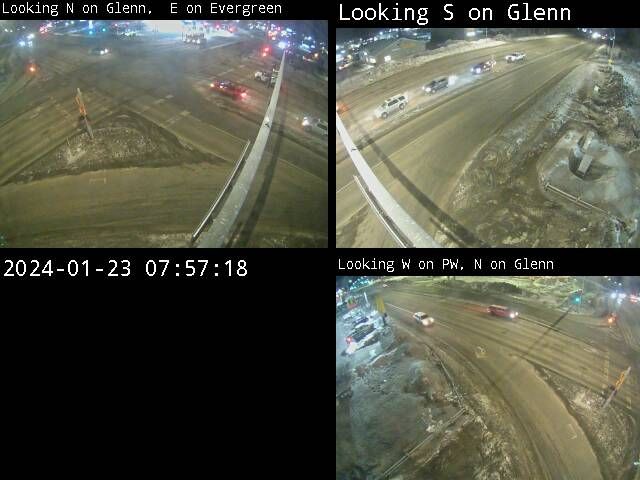 Looking N on Glenn,  E on Evergreen
Looking S on Glenn
2024-01-23 07:57:18
Looking W on PW, N on Glenn